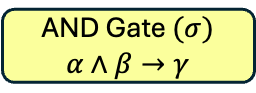 AND Gate (σ)
α ∧ β → γ